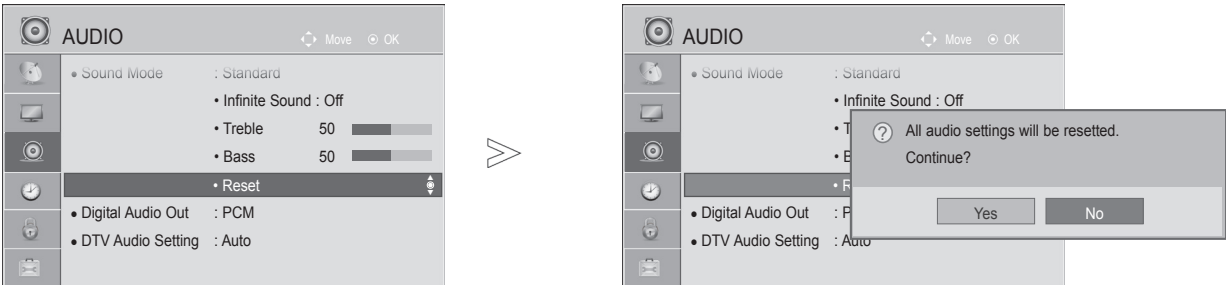 AUDIO Move OK
• Sound Mode : Standard
• Infinite Sound : Off
• Treble 50
• Bass 50
• Reset
• Digital Audio Out : PCM
• DTV Audio Setting : Auto
AUDIO Move OK
• Sound Mode : Standard
• Infinite Sound : Off
• T
• B
• R
• Digital Audio Out : P
• DTV Audio Setting : Auto
? All audio settings will be resetted.
Continue?
Yes No